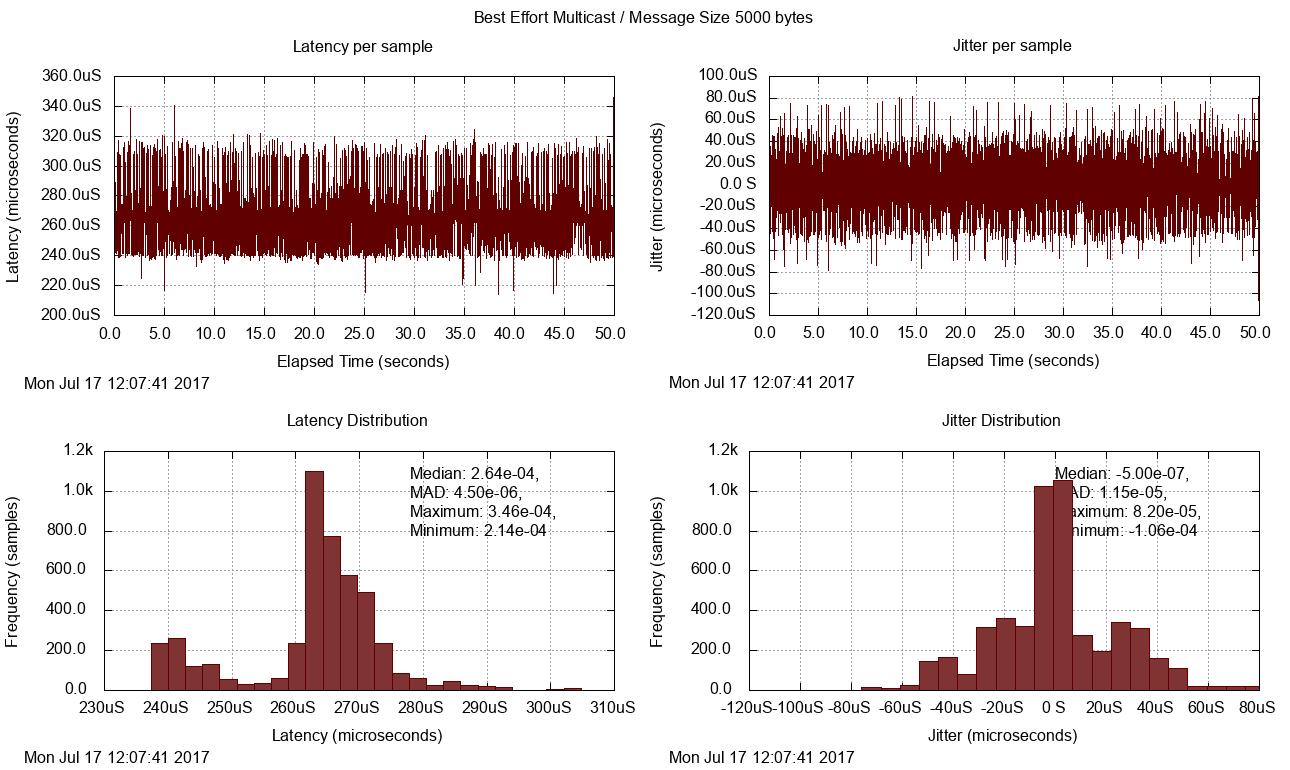 Best Effort Multicast / Message Size 5000 bytes
Latency per sample
360.0uS
340.0uS
320.0uS
300.0uS
280.0uS
260.0uS
240.0uS
220.0uS
200.0uS
Latency (microseconds)
0.0 5.0 10.0 15.0 20.0 25.0 30.0 35.0 40.0 45.0 50.0
Elapsed Time (seconds)
Mon Jul 17 12:07:41 2017
Jitter per sample
100.0uS
80.0uS
60.0uS
40.0uS
20.0uS
0.0 S
-20.0uS
-40.0uS
-60.0uS
-80.0uS
-100.0uS
-120.0uS
Jitter (microseconds)
0.0 5.0 10.0 15.0 20.0 25.0 30.0 35.0 40.0 45.0 50.0
Elapsed Time (seconds)
Mon Jul 17 12:07:41 2017
Latency Distribution
1.2k
1.0k
800.0
600.0
400.0
200.0
0.0
Frequency (samples)
Median: 2.64e-04,
MAD: 4.50e-06,
Maximum: 3.46e-04,
Minimum: 2.14e-04
230uS 240uS 250uS 260uS 270uS 280uS 290uS 300uS 310uS
Latency (microseconds)
Mon Jul 17 12:07:41 2017
Jitter Distribution
1.2k
1.0k
800.0
600.0
400.0
200.0
0.0
Frequency (samples)
Median: -5.00e-07,
AD: 1.15e-05,
aximum: 8.20e-05,
nimum: -1.06e-04
-120uS -100uS -80uS -60uS -40uS -20uS 0 S 20uS 40uS 60uS 80uS
Jitter (microseconds)
Mon Jul 17 12:07:41 2017